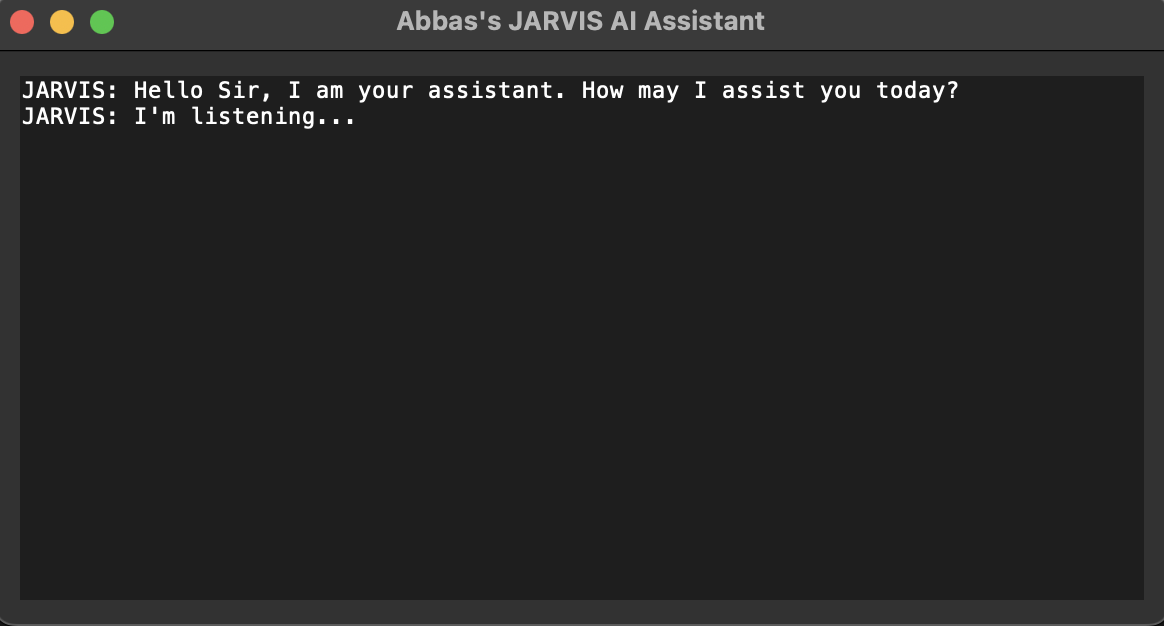 Abbas's JARVIS AI Assistant
JARVIS: Hello Sir, I am your assistant. How may I assist you today?
JARVIS: I'm listening...